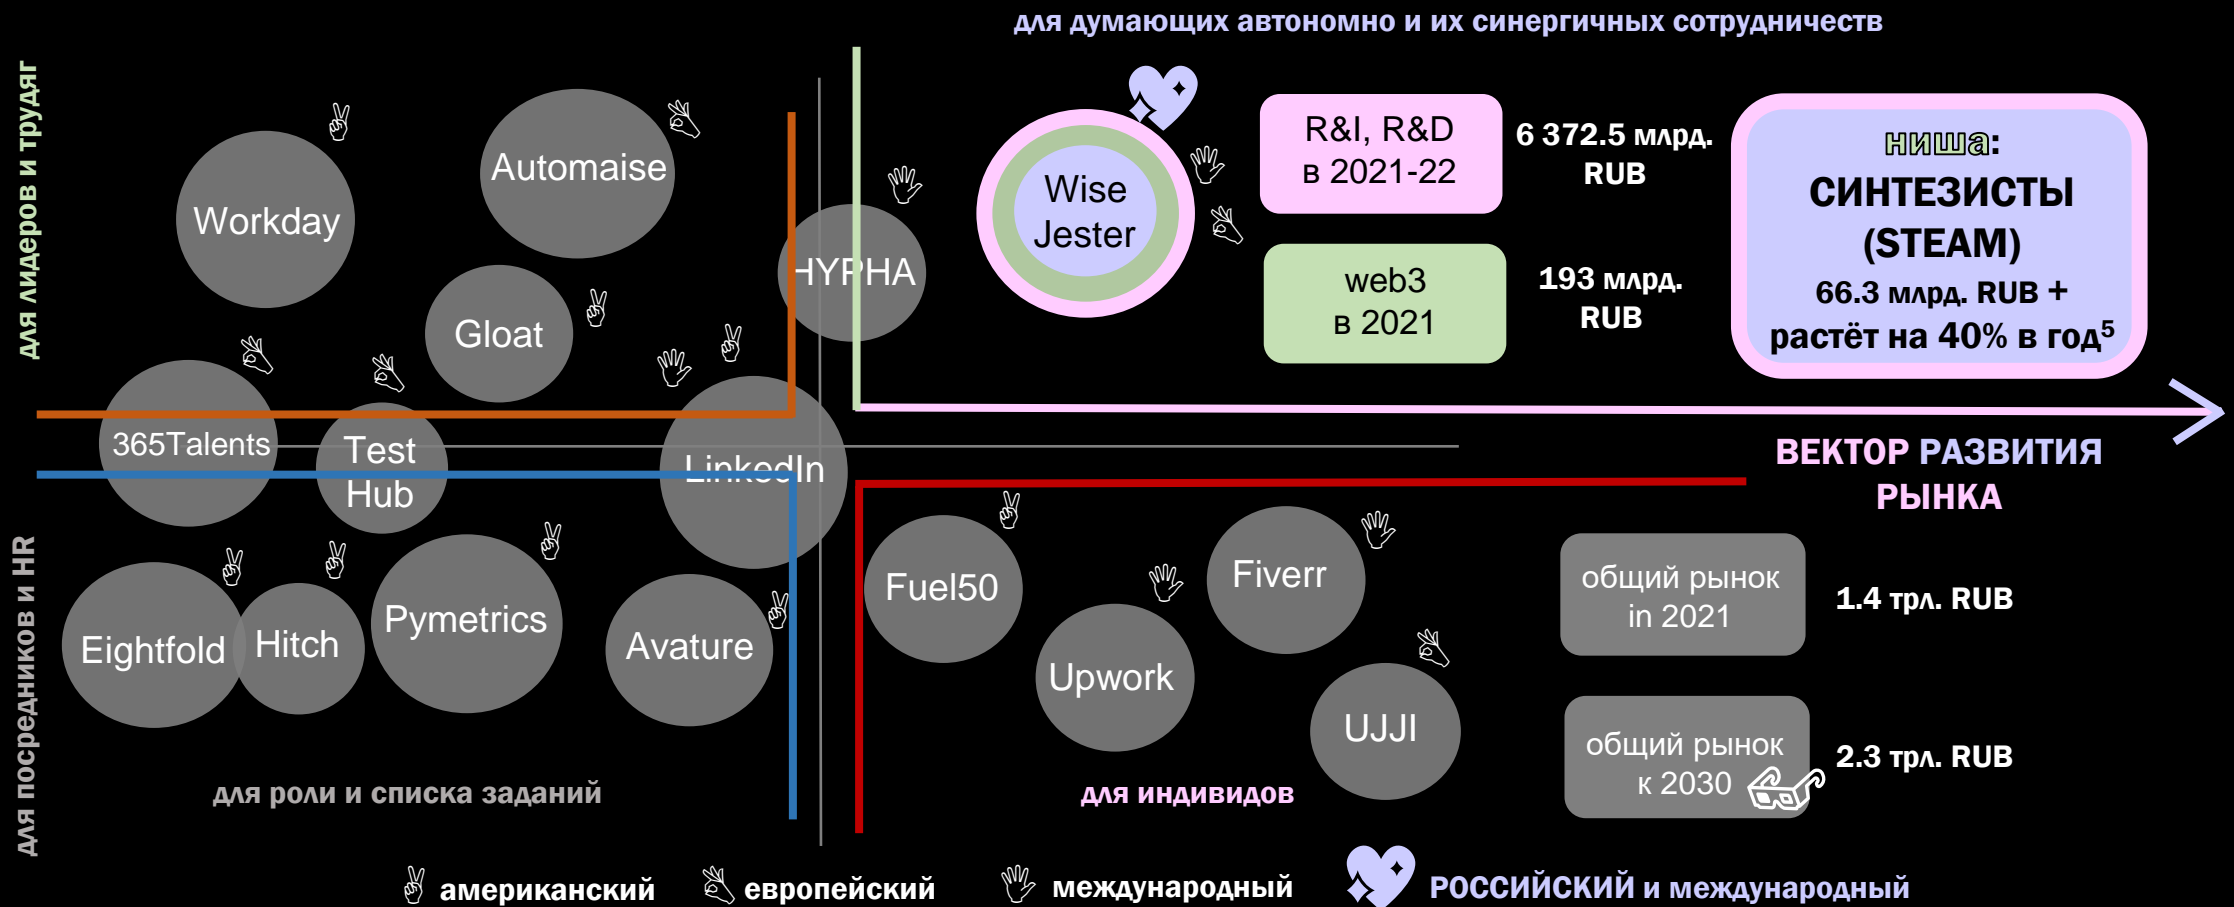 для думающих автономно и их синергичных сотрудничеств
для лидеров и трудяг
Workday
Automaise
Gloat
HYPHA
Wise
Jester
R&I, R&D
в 2021-22
6 372.5 млрд.
RUB
web3
в 2021
193 млрд.
RUB
ниша:
СИНТЕЗИСТЫ
(STEAM)
66.3 млрд. RUB +
растёт на 40% в год5
365Talents
Test
Hub
LinkedIn
ВЕКТОР РАЗВИТИЯ
РЫНКА
для посредников и HR
Eightfold
Hitch
Pymetrics
Avature
Fuel50
Upwork
Fiverr
UJJI
общий рынок
in 2021
1.4 трл. RUB
общий рынок
к 2030
2.3 трл. RUB
для роли и списка заданий
для индивидов
американский
европейский
международный
РОССИЙСКИЙ и международный